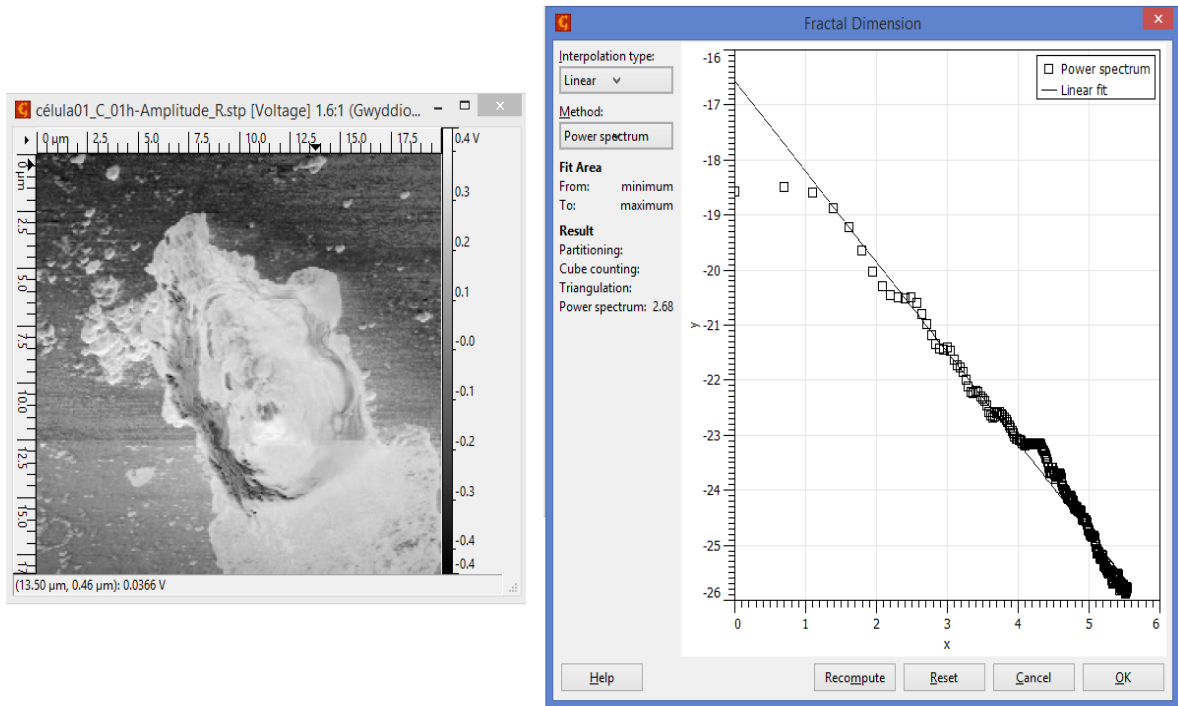 célula01_C_01h-Amplitude_R.stp [Voltage] 1.6:1 (Gwyddio...
0 µm 2.5 5.0 7.5 10.0 12.5 15.0 17.5
0 µm
2.5
5.0
7.5
10.0
12.5
15.0
0.4 V
0.3
0.2
0.1
-0.0
-0.1
-0.2
-0.3
-0.4
-0.4
(13.50 µm, 0.46 µm): 0.0366 V
Fractal Dimension
Interpolation type:
Linear
Method:
Power spectrum
Fit Area
From: minimum
To: maximum
Result
Partitioning:
Cube counting:
Triangulation:
Power spectrum: 2.68
Power spectrum
Linear fit
-16
-17
-18
-19
-20
-21
-22
-23
-24
-25
-26
y
0 1 2 3 4 5 6
x
Help Recompute Reset Cancel OK